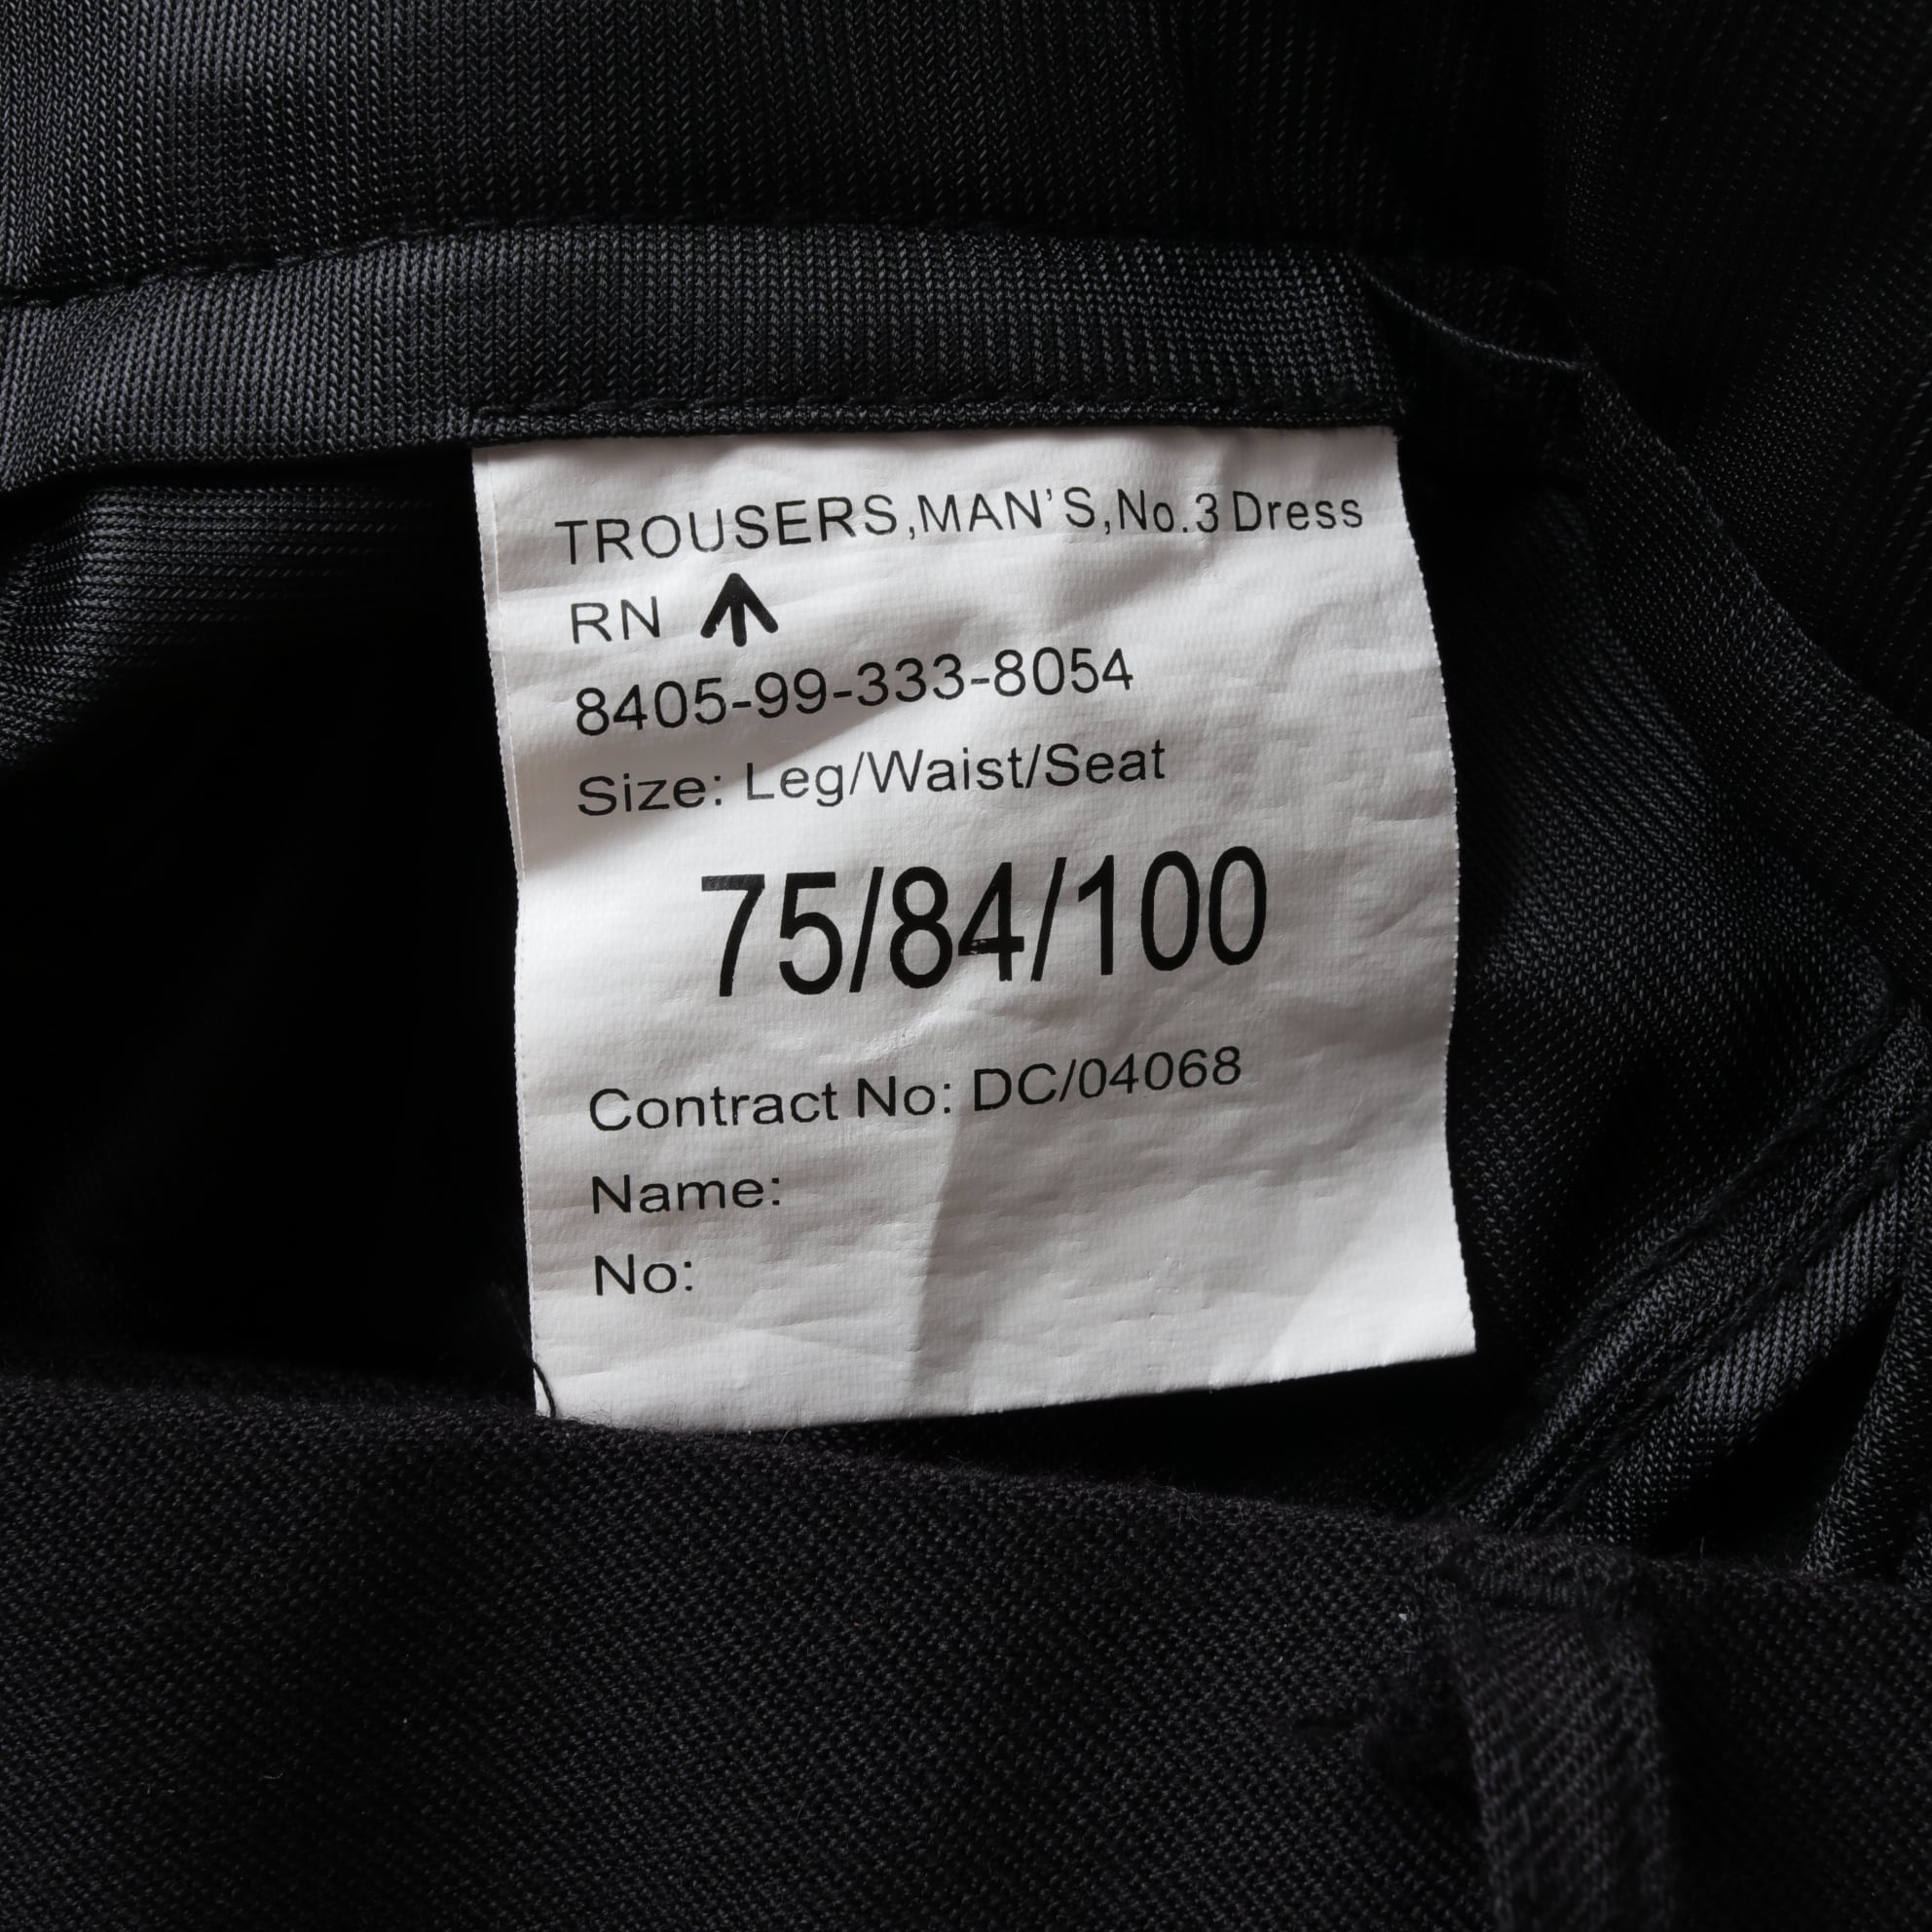 TROUSERS,MAN'S,No.3 Dress
RN
8405-99-333-8054
Size: Leg/Waist/Seat
75/84/100
Contract No: DC/04068
Name:
No: